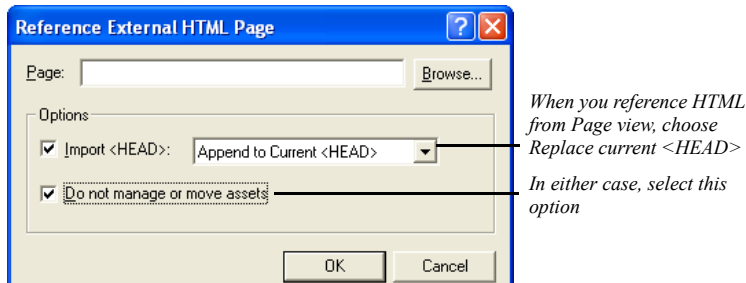 Reference External HTML Page
Page:
Browse...
Options
Import <HEAD>:
Append to Current <HEAD>
Do not manage or move assets
OK
Cancel
When you reference HTML
from Page view, choose
Replace current <HEAD>
In either case, select this
option